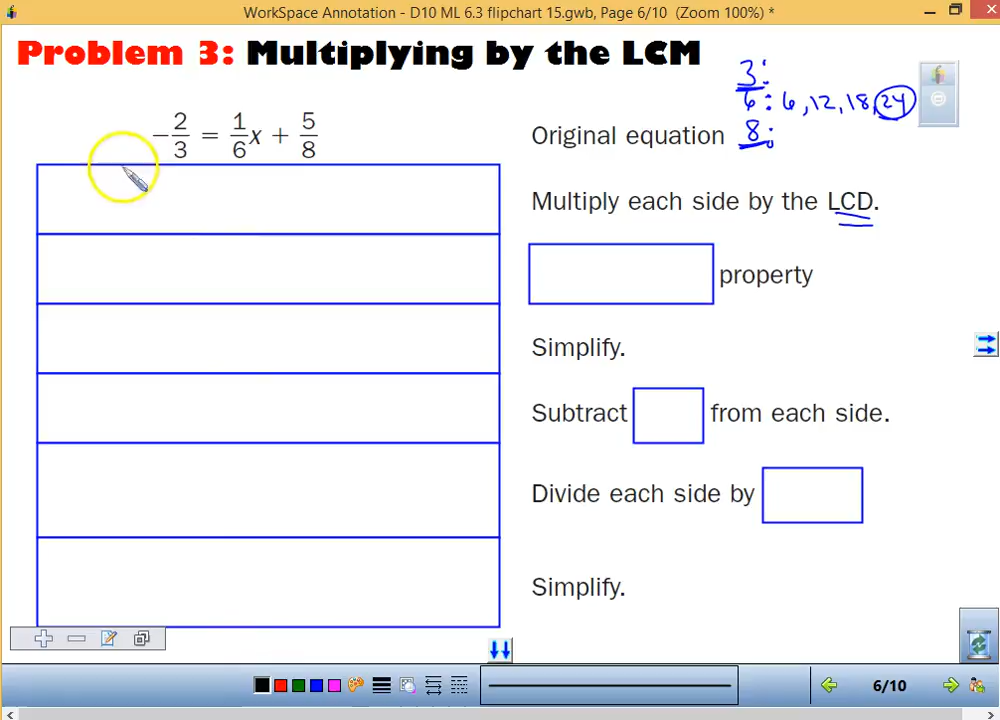 WorkSpace Annotation - D10 ML 6.3 flipchart 15.gwb, Page 6/10 (Zoom 100%) *
Problem 3: Multiplying by the LCM
3:
6: 6, 12, 18, 24
8:
-2/3 = 1/6 x + 5/8
Original equation
Multiply each side by the LCD.
property
Simplify.
Subtract from each side.
Divide each side by
Simplify.
6/10